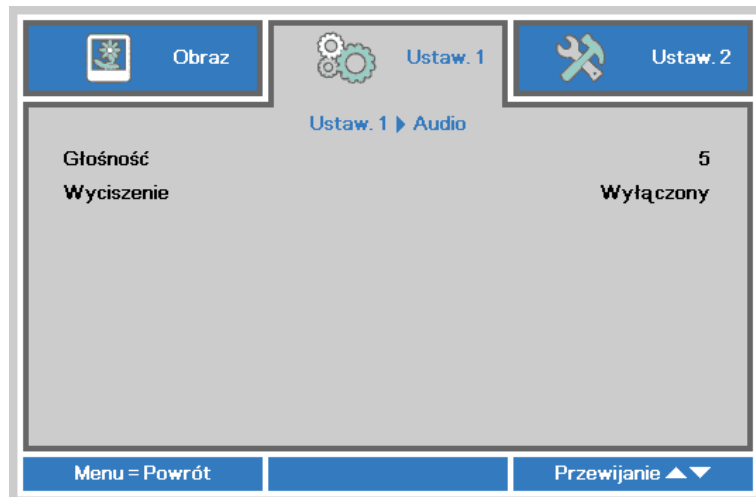 Obraz
Ustaw. 1
Ustaw. 2
Ustaw. 1 ▶ Audio
Głośność 5
Wyciszenie Wyłączony
Menu = Powrót
Przewijanie ▲▼